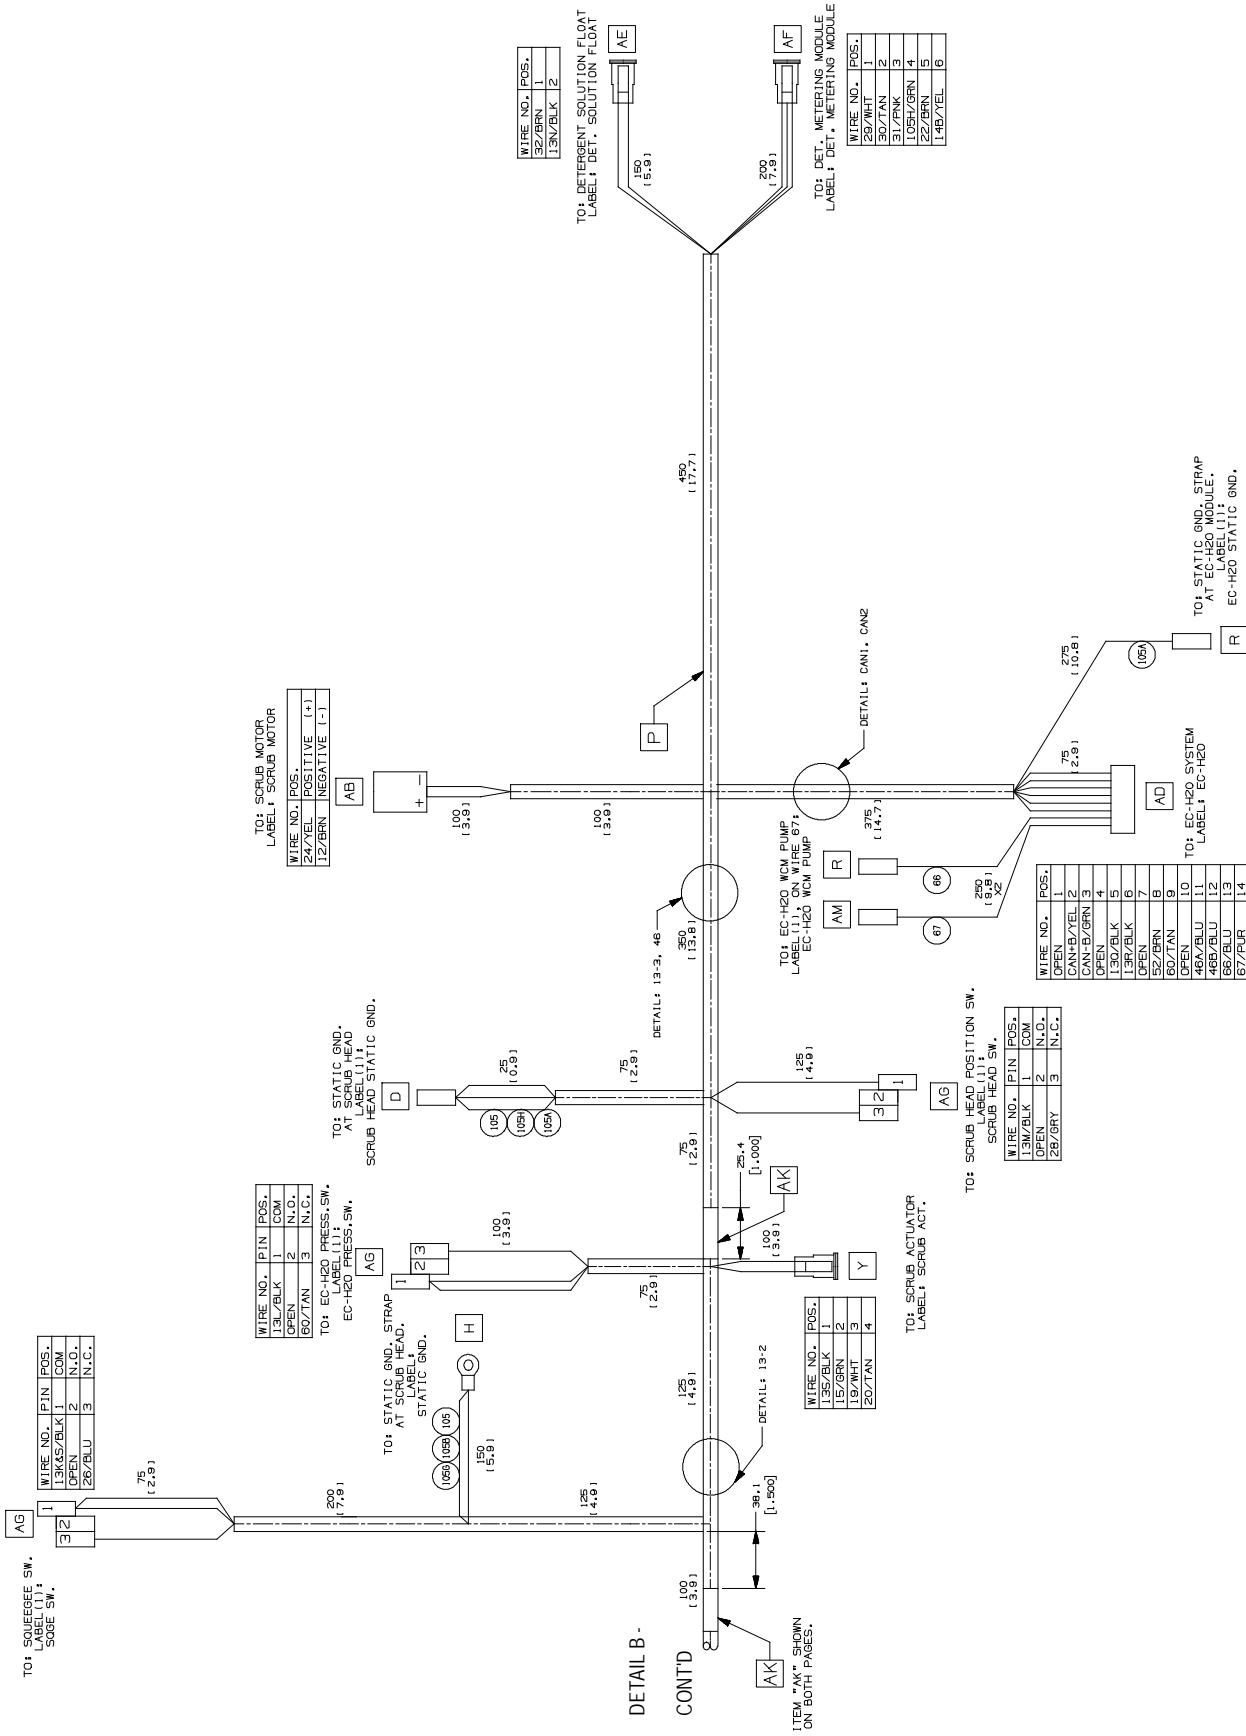 TO: SQUEEGEE SW.
LABEL(1):
SQGE SW.
AG
3 2 1
WIRE NO. PIN POS.
13K&S/BLK 1 COM
OPEN 2 N.O.
26/BLU 3 N.C.
75
[2.9]
200
[7.9]
125
[4.9]
TO: STATIC GND. STRAP
AT SCRUB HEAD.
LABEL:
STATIC GND.
H
105G 105B 105
150
[5.9]
WIRE NO. PIN POS.
13L/BLK 1 COM
OPEN 2 N.O.
60/TAN 3 N.C.
TO: EC-H2O PRESS.SW.
LABEL(1):
EC-H2O PRESS.SW.
AG
1 2 3
100
[3.9]
75
[2.9]
TO: STATIC GND.
AT SCRUB HEAD
LABEL(1):
SCRUB HEAD STATIC GND.
D
105 105H 105A
25
[0.9]
75
[2.9]
TO: SCRUB MOTOR
LABEL: SCRUB MOTOR
WIRE NO. POS.
24/YEL POSITIVE (+)
12/BRN NEGATIVE (-)
AB
+ -
100
[3.9]
100
[3.9]
WIRE NO. POS.
32/BRN 1
13N/BLK 2
TO: DETERGENT SOLUTION FLOAT
LABEL: DET. SOLUTION FLOAT
AE
150
[5.9]
DETAIL B -
CONT'D
100
[3.9]
38.1
[1.500]
AK
ITEM "AK" SHOWN
ON BOTH PAGES.
DETAIL: 13-2
125
[4.9]
100
[3.9]
25.4
[1.000]
AK
75
[2.9]
DETAIL: 13-3, 46
350
[13.8]
P
450
[17.7]
200
[7.9]
AF
TO: DET. METERING MODULE
LABEL: DET. METERING MODULE
WIRE NO. POS.
29/WHT 1
30/TAN 2
31/PNK 3
105H/GRN 4
22/BRN 5
14B/YEL 6
WIRE NO. POS.
13S/BLK 1
15/GRN 2
19/WHT 3
20/TAN 4
Y
TO: SCRUB ACTUATOR
LABEL: SCRUB ACT.
125
[4.9]
3 2 1
AG
TO: SCRUB HEAD POSITION SW.
LABEL(1):
SCRUB HEAD SW.
WIRE NO. PIN POS.
13M/BLK 1 COM
OPEN 2 N.O.
28/GRY 3 N.C.
DETAIL: CAN1. CAN2
375
[14.7]
TO: EC-H2O WCM PUMP
LABEL(1), ON WIRE 67:
EC-H2O WCM PUMP
AM
R
67
66
250
[9.8]
X2
75
[2.9]
AD
TO: EC-H2O SYSTEM
LABEL: EC-H2O
WIRE NO. POS.
OPEN 1
CAN+B/YEL 2
CAN-B/GRN 3
OPEN 4
13Q/BLK 5
13R/BLK 6
OPEN 7
52/BRN 8
60/TAN 9
OPEN 10
46A/BLU 11
46B/BLU 12
66/BLU 13
67/PUR 14
275
[10.8]
105A
R
TO: STATIC GND. STRAP
AT EC-H2O MODULE.
LABEL(1):
EC-H2O STATIC GND.